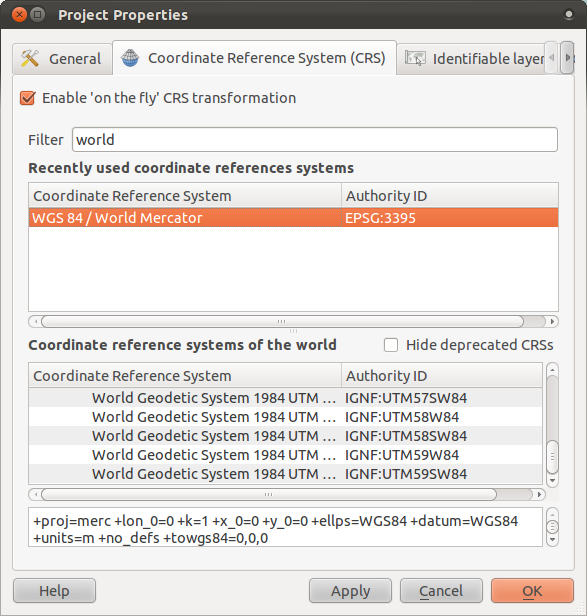 Project Properties
General
Coordinate Reference System (CRS)
Identifiable layer
Enable 'on the fly' CRS transformation
Filter world
Recently used coordinate references systems
Coordinate Reference System Authority ID
WGS 84 / World Mercator EPSG:3395
Coordinate reference systems of the world Hide deprecated CRSs
Coordinate Reference System Authority ID
World Geodetic System 1984 UTM ... IGNF:UTM57SW84
World Geodetic System 1984 UTM ... IGNF:UTM58W84
World Geodetic System 1984 UTM ... IGNF:UTM58SW84
World Geodetic System 1984 UTM ... IGNF:UTM59W84
World Geodetic System 1984 UTM ... IGNF:UTM59SW84
+proj=merc +lon_0=0 +k=1 +x_0=0 +y_0=0 +ellps=WGS84 +datum=WGS84
+units=m +no_defs +towgs84=0,0,0
Help Apply Cancel OK